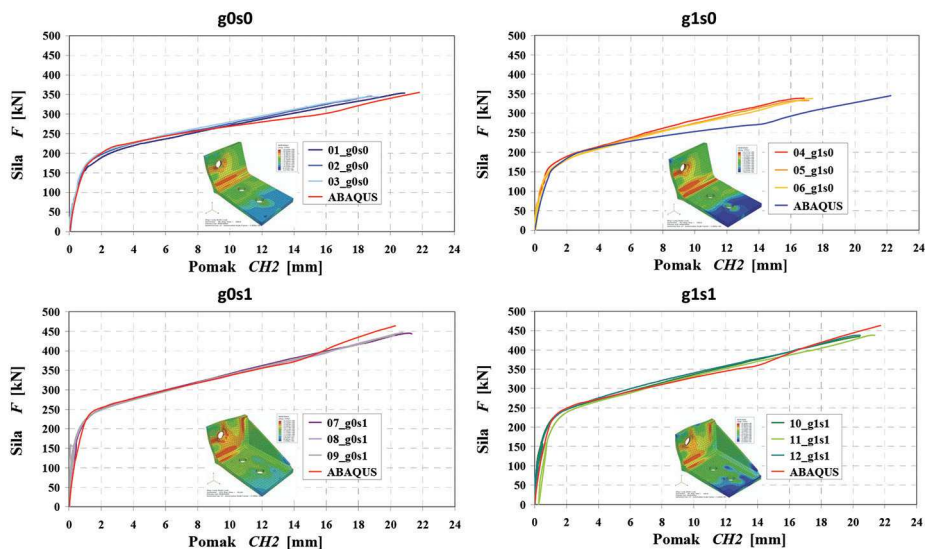 g0s0
500
450
400
350
300
250
200
150
100
50
0
Sila F [kN]
01_g0s0
02_g0s0
03_g0s0
ABAQUS
0 2 4 6 8 10 12 14 16 18 20 22 24
Pomak CH2 [mm]
g1s0
500
450
400
350
300
250
200
150
100
50
0
Sila F [kN]
04_g1s0
05_g1s0
06_g1s0
ABAQUS
0 2 4 6 8 10 12 14 16 18 20 22 24
Pomak CH2 [mm]
g0s1
500
450
400
350
300
250
200
150
100
50
0
Sila F [kN]
07_g0s1
08_g0s1
09_g0s1
ABAQUS
0 2 4 6 8 10 12 14 16 18 20 22 24
Pomak CH2 [mm]
g1s1
500
450
400
350
300
250
200
150
100
50
0
Sila F [kN]
10_g1s1
11_g1s1
12_g1s1
ABAQUS
0 2 4 6 8 10 12 14 16 18 20 22 24
Pomak CH2 [mm]